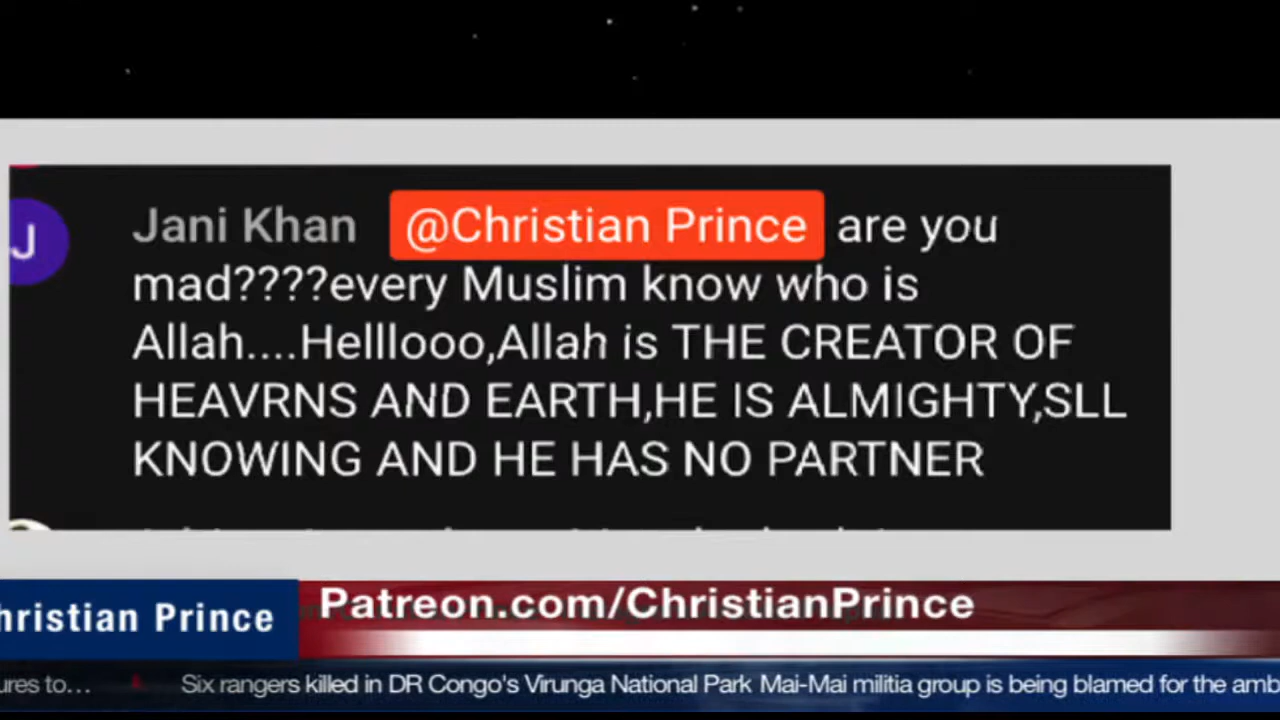 J
Jani Khan @Christian Prince are you
mad????every Muslim know who is
Allah....Helllooo,Allah is THE CREATOR OF
HEAVRNS AND EARTH,HE IS ALMIGHTY,SLL
KNOWING AND HE HAS NO PARTNER
hristian Prince
Patreon.com/ChristianPrince
ures to... Six rangers killed in DR Congo's Virunga National Park Mai-Mai militia group is being blamed for the amb